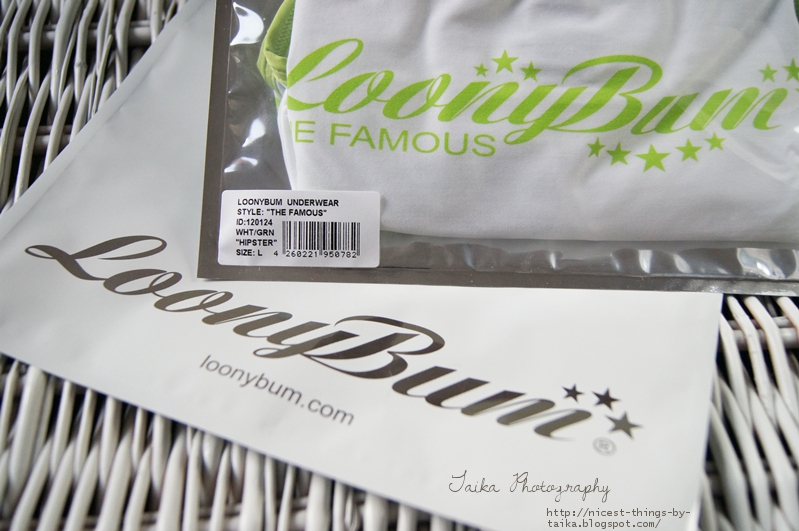 LoonyBum
E FAMOUS
LOONYBUM UNDERWEAR
STYLE: "THE FAMOUS"
ID:120124
WHT/GRN
"HIPSTER"
SIZE: L 4 260221 950782
LoonyBum ®
loonybum.com
Taika Photography
http://nicest-things-by-
taika.blogspot.com/